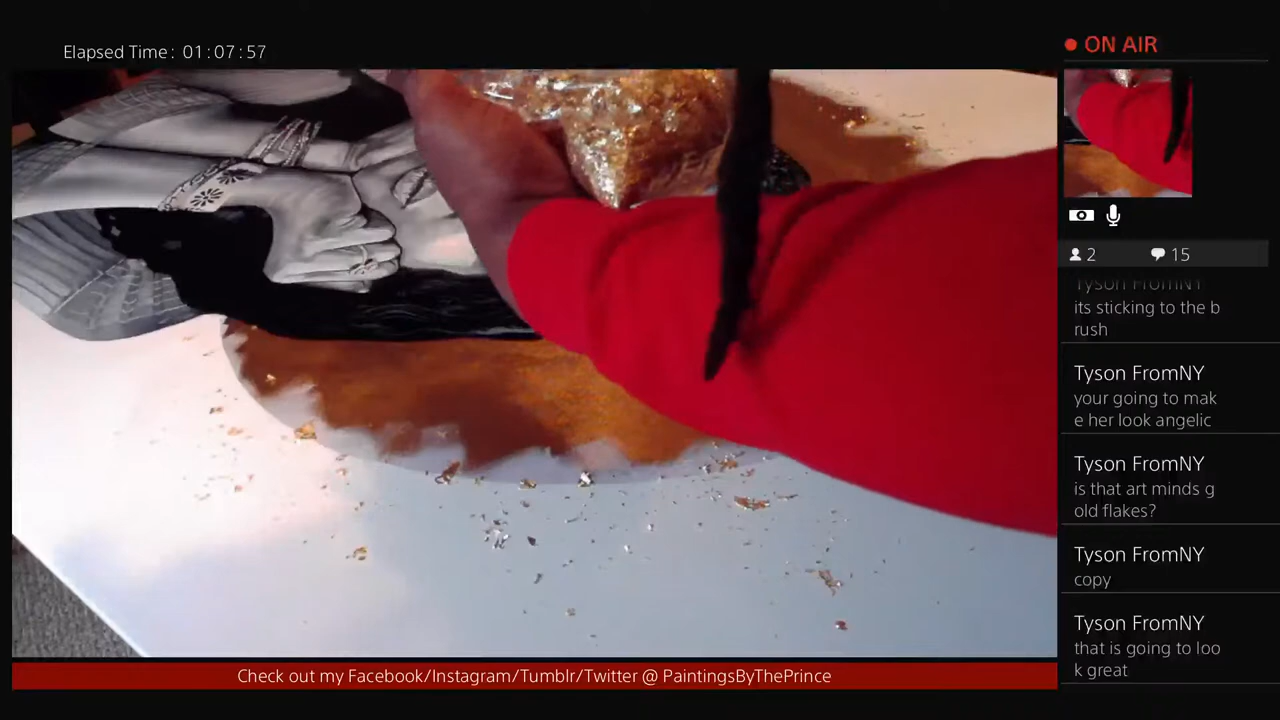 Elapsed Time: 01:07:57
ON AIR
2 15
Tyson FromNY
its sticking to the b
rush
Tyson FromNY
your going to mak
e her look angelic
Tyson FromNY
is that art minds g
old flakes?
Tyson FromNY
copy
Tyson FromNY
that is going to loo
k great
Check out my Facebook/Instagram/Tumblr/Twitter @ PaintingsByThePrince